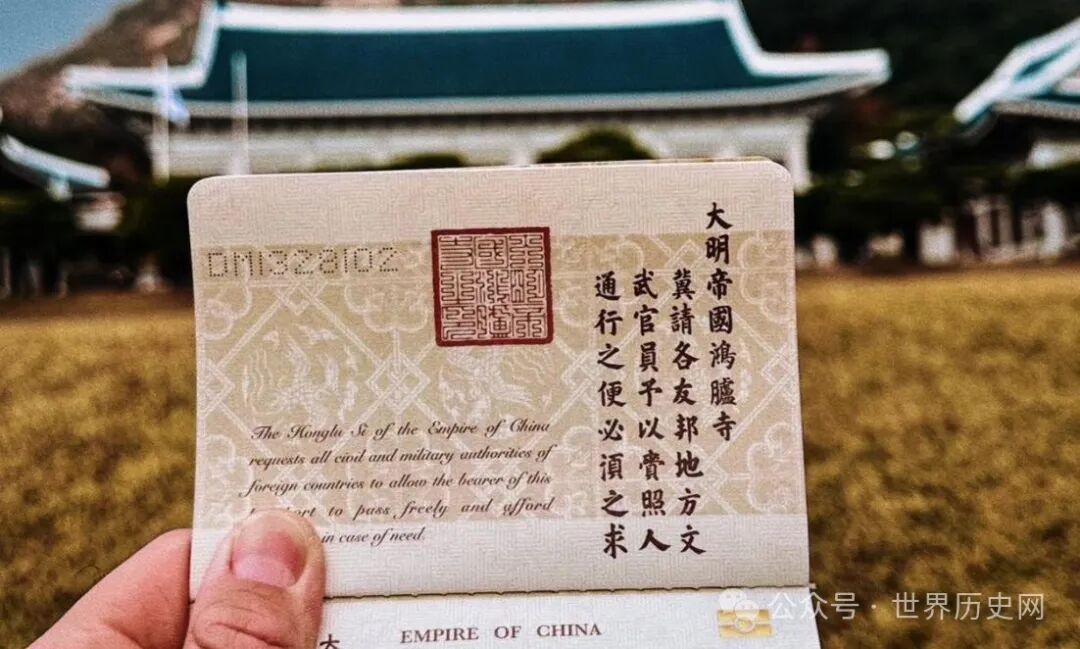 大明帝國鴻臚寺
冀請各友邦地方文
武官員予以賫照人
通行之便必湏之求
DM1328102
The Honglu Si of the Empire of China
requests all civil and military authorities of
foreign countries to allow the bearer of this
to pass freely and afford
in case of need.
大 EMPIRE OF CHINA
公众号 · 世界历史网